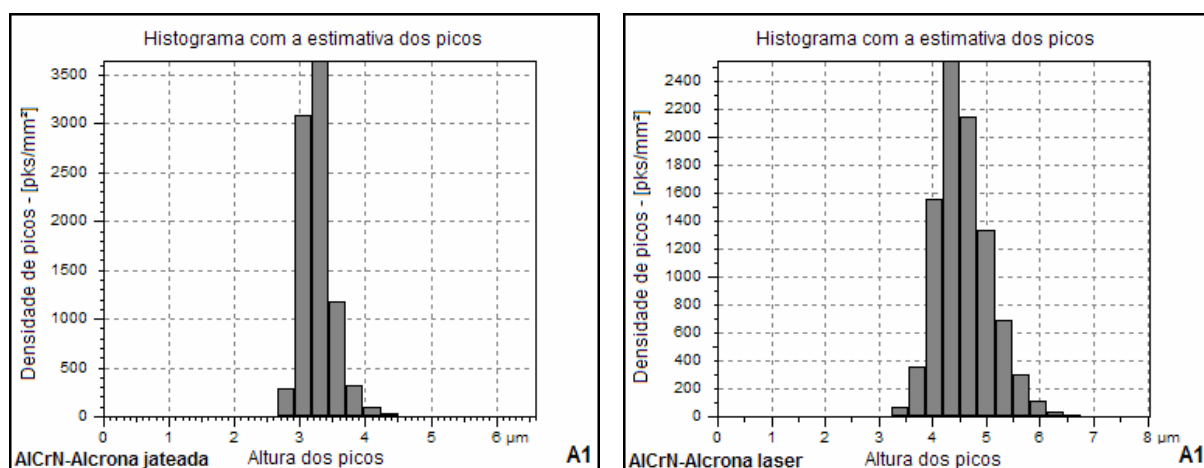 Histograma com a estimativa dos picos
Densidade de picos - [pks/mm²]
3500
3000
2500
2000
1500
1000
500
0
0 1 2 3 4 5 6 µm
AlCrN-Alcrona jateada Altura dos picos A1
Histograma com a estimativa dos picos
Densidade de picos - [pks/mm²]
2400
2200
2000
1800
1600
1400
1200
1000
800
600
400
200
0
0 1 2 3 4 5 6 7 8 µm
AlCrN-Alcrona laser Altura dos picos A1